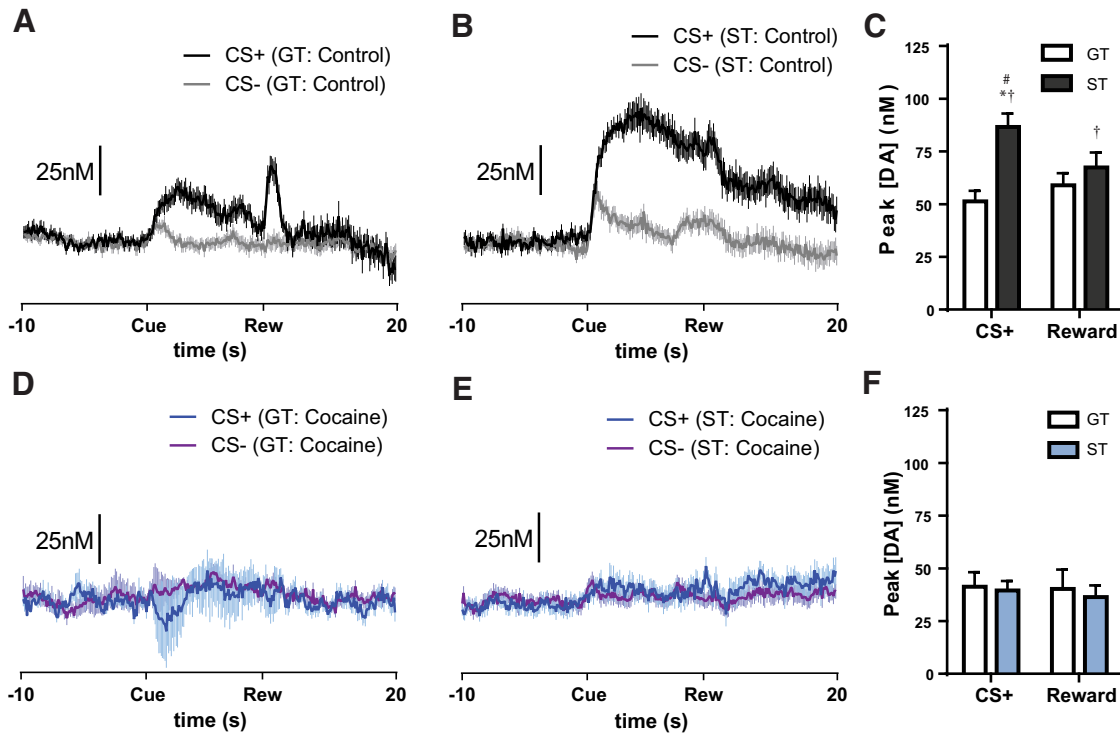 A
CS+ (GT: Control)
CS- (GT: Control)
25nM
-10 Cue Rew 20
time (s)
B
CS+ (ST: Control)
CS- (ST: Control)
25nM
-10 Cue Rew 20
time (s)
C
Peak [DA] (nM)
125
100
75
50
25
0
GT
ST
#
*†
†
CS+ Reward
D
CS+ (GT: Cocaine)
CS- (GT: Cocaine)
25nM
-10 Cue Rew 20
time (s)
E
CS+ (ST: Cocaine)
CS- (ST: Cocaine)
25nM
-10 Cue Rew 20
time (s)
F
Peak [DA] (nM)
125
100
75
50
25
0
GT
ST
CS+ Reward